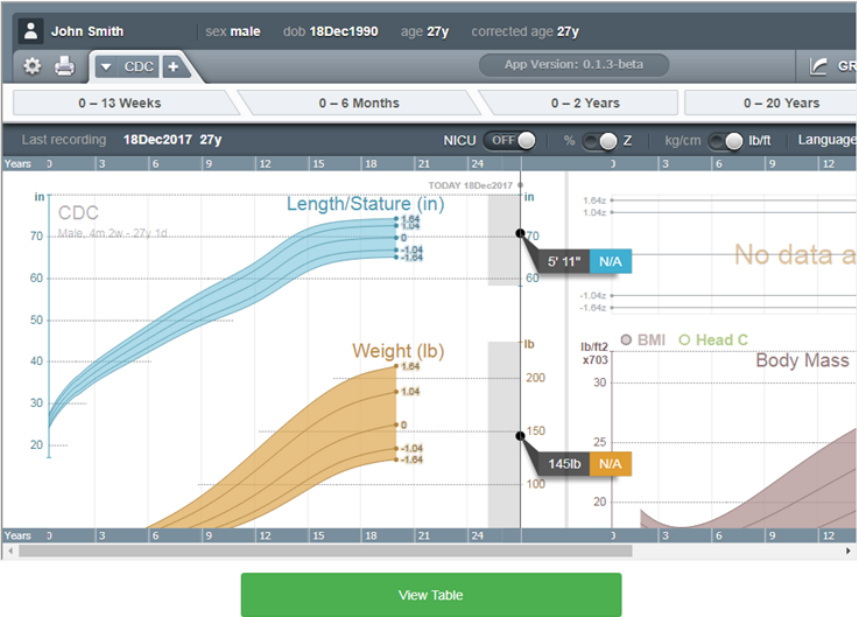 John Smith sex male dob 18Dec1990 age 27y corrected age 27y
CDC + App Version: 0.1.3-beta GR
0 – 13 Weeks 0 – 6 Months 0 – 2 Years 0 – 20 Years
Last recording 18Dec2017 27y NICU OFF % Z kg/cm lb/ft Language
Years 3 6 9 12 15 18 21 24 3 6 9 12
TODAY 18Dec2017
in Length/Stature (in) in
CDC
Male, 4m 2w - 27y 1d
1.64
1.04
0
-1.04
-1.64
70
60
50
40
30
20
70
60
5' 11" N/A
1.64z
1.04z
No data a
-1.04z
-1.64z
Weight (lb) lb
1.64
1.04
0
-1.04
-1.64
200
150
100
145lb N/A
lb/ft2
x703
BMI Head C
Body Mass
30
25
20
Years 3 6 9 12 15 18 21 24 3 6 9 12
View Table